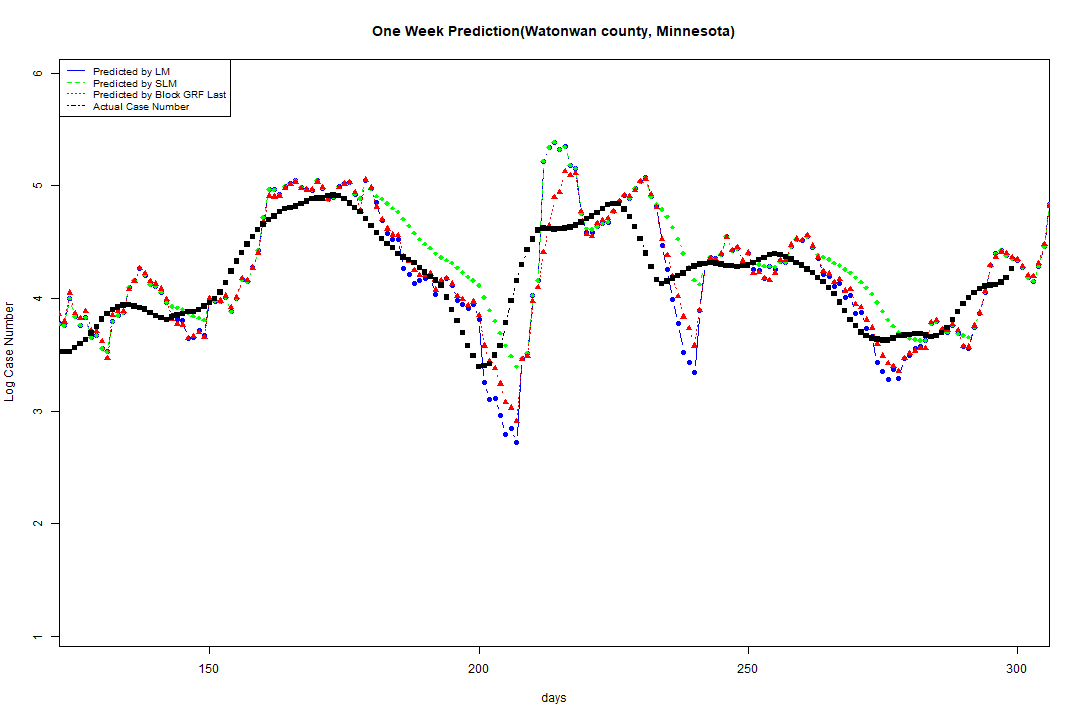 One Week Prediction(Watonwan county, Minnesota)
Predicted by LM
Predicted by SLM
Predicted by Block GRF Last
Actual Case Number
6
5
4
3
2
1
Log Case Number
150
200
250
300
days